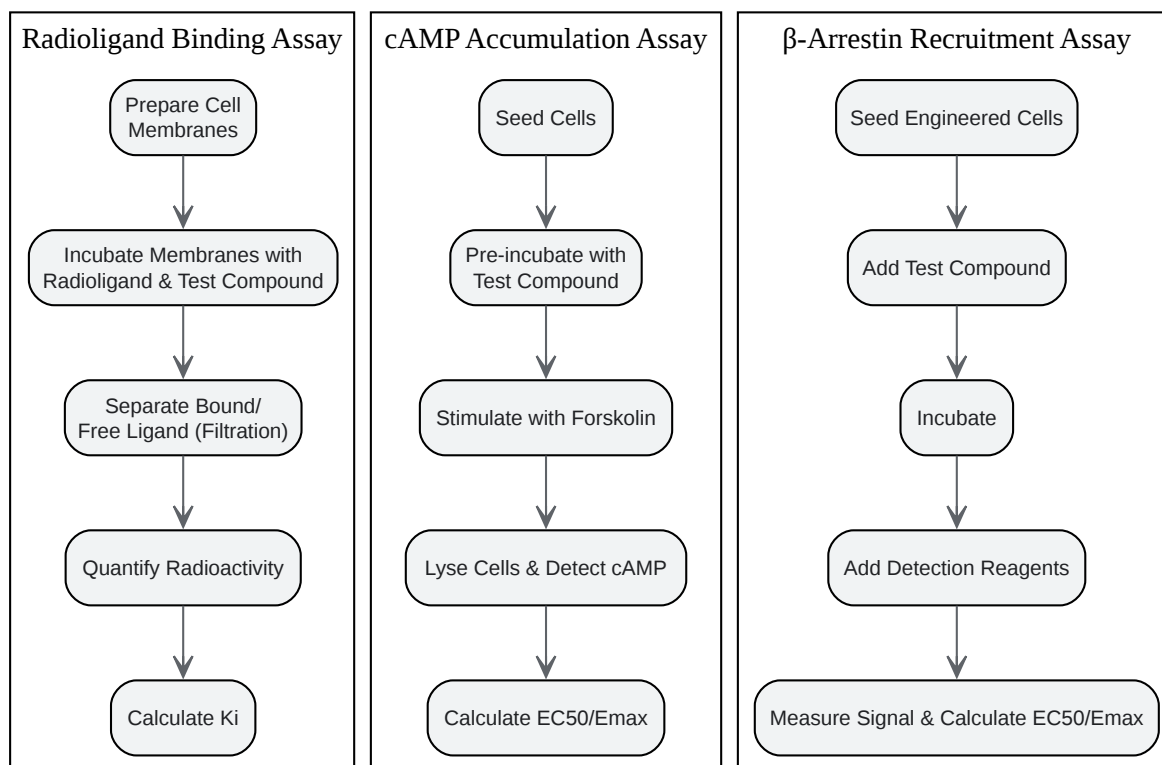 Radioligand Binding Assay
Prepare Cell
Membranes
Incubate Membranes with
Radioligand & Test Compound
Separate Bound/
Free Ligand (Filtration)
Quantify Radioactivity
Calculate Ki
cAMP Accumulation Assay
Seed Cells
Pre-incubate with
Test Compound
Stimulate with Forskolin
Lyse Cells & Detect cAMP
Calculate EC50/Emax
β-Arrestin Recruitment Assay
Seed Engineered Cells
Add Test Compound
Incubate
Add Detection Reagents
Measure Signal & Calculate EC50/Emax